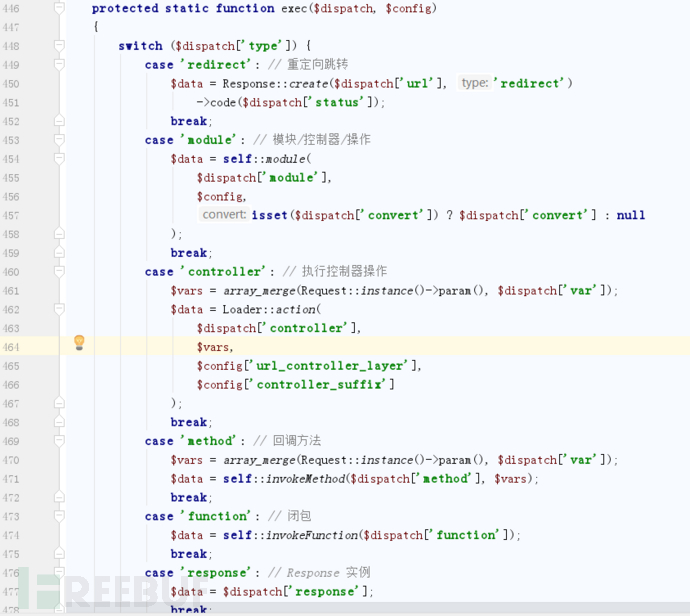 446 protected static function exec($dispatch, $config)
447 {
448 switch ($dispatch['type']) {
449 case 'redirect': // 重定向跳转
450 $data = Response::create($dispatch['url'], type: 'redirect')
451 ->code($dispatch['status']);
452 break;
453 case 'module': // 模块/控制器/操作
454 $data = self::module(
455 $dispatch['module'],
456 $config,
457 convert: isset($dispatch['convert']) ? $dispatch['convert'] : null
458 );
459 break;
460 case 'controller': // 执行控制器操作
461 $vars = array_merge(Request::instance()->param(), $dispatch['var']);
462 $data = Loader::action(
463 $dispatch['controller'],
464 $vars,
465 $config['url_controller_layer'],
466 $config['controller_suffix']
467 );
468 break;
469 case 'method': // 回调方法
470 $vars = array_merge(Request::instance()->param(), $dispatch['var']);
471 $data = self::invokeMethod($dispatch['method'], $vars);
472 break;
473 case 'function': // 闭包
474 $data = self::invokeFunction($dispatch['function']);
475 break;
476 case 'response': // Response 实例
477 $data = $dispatch['response'];
478 break;
FREEBUF